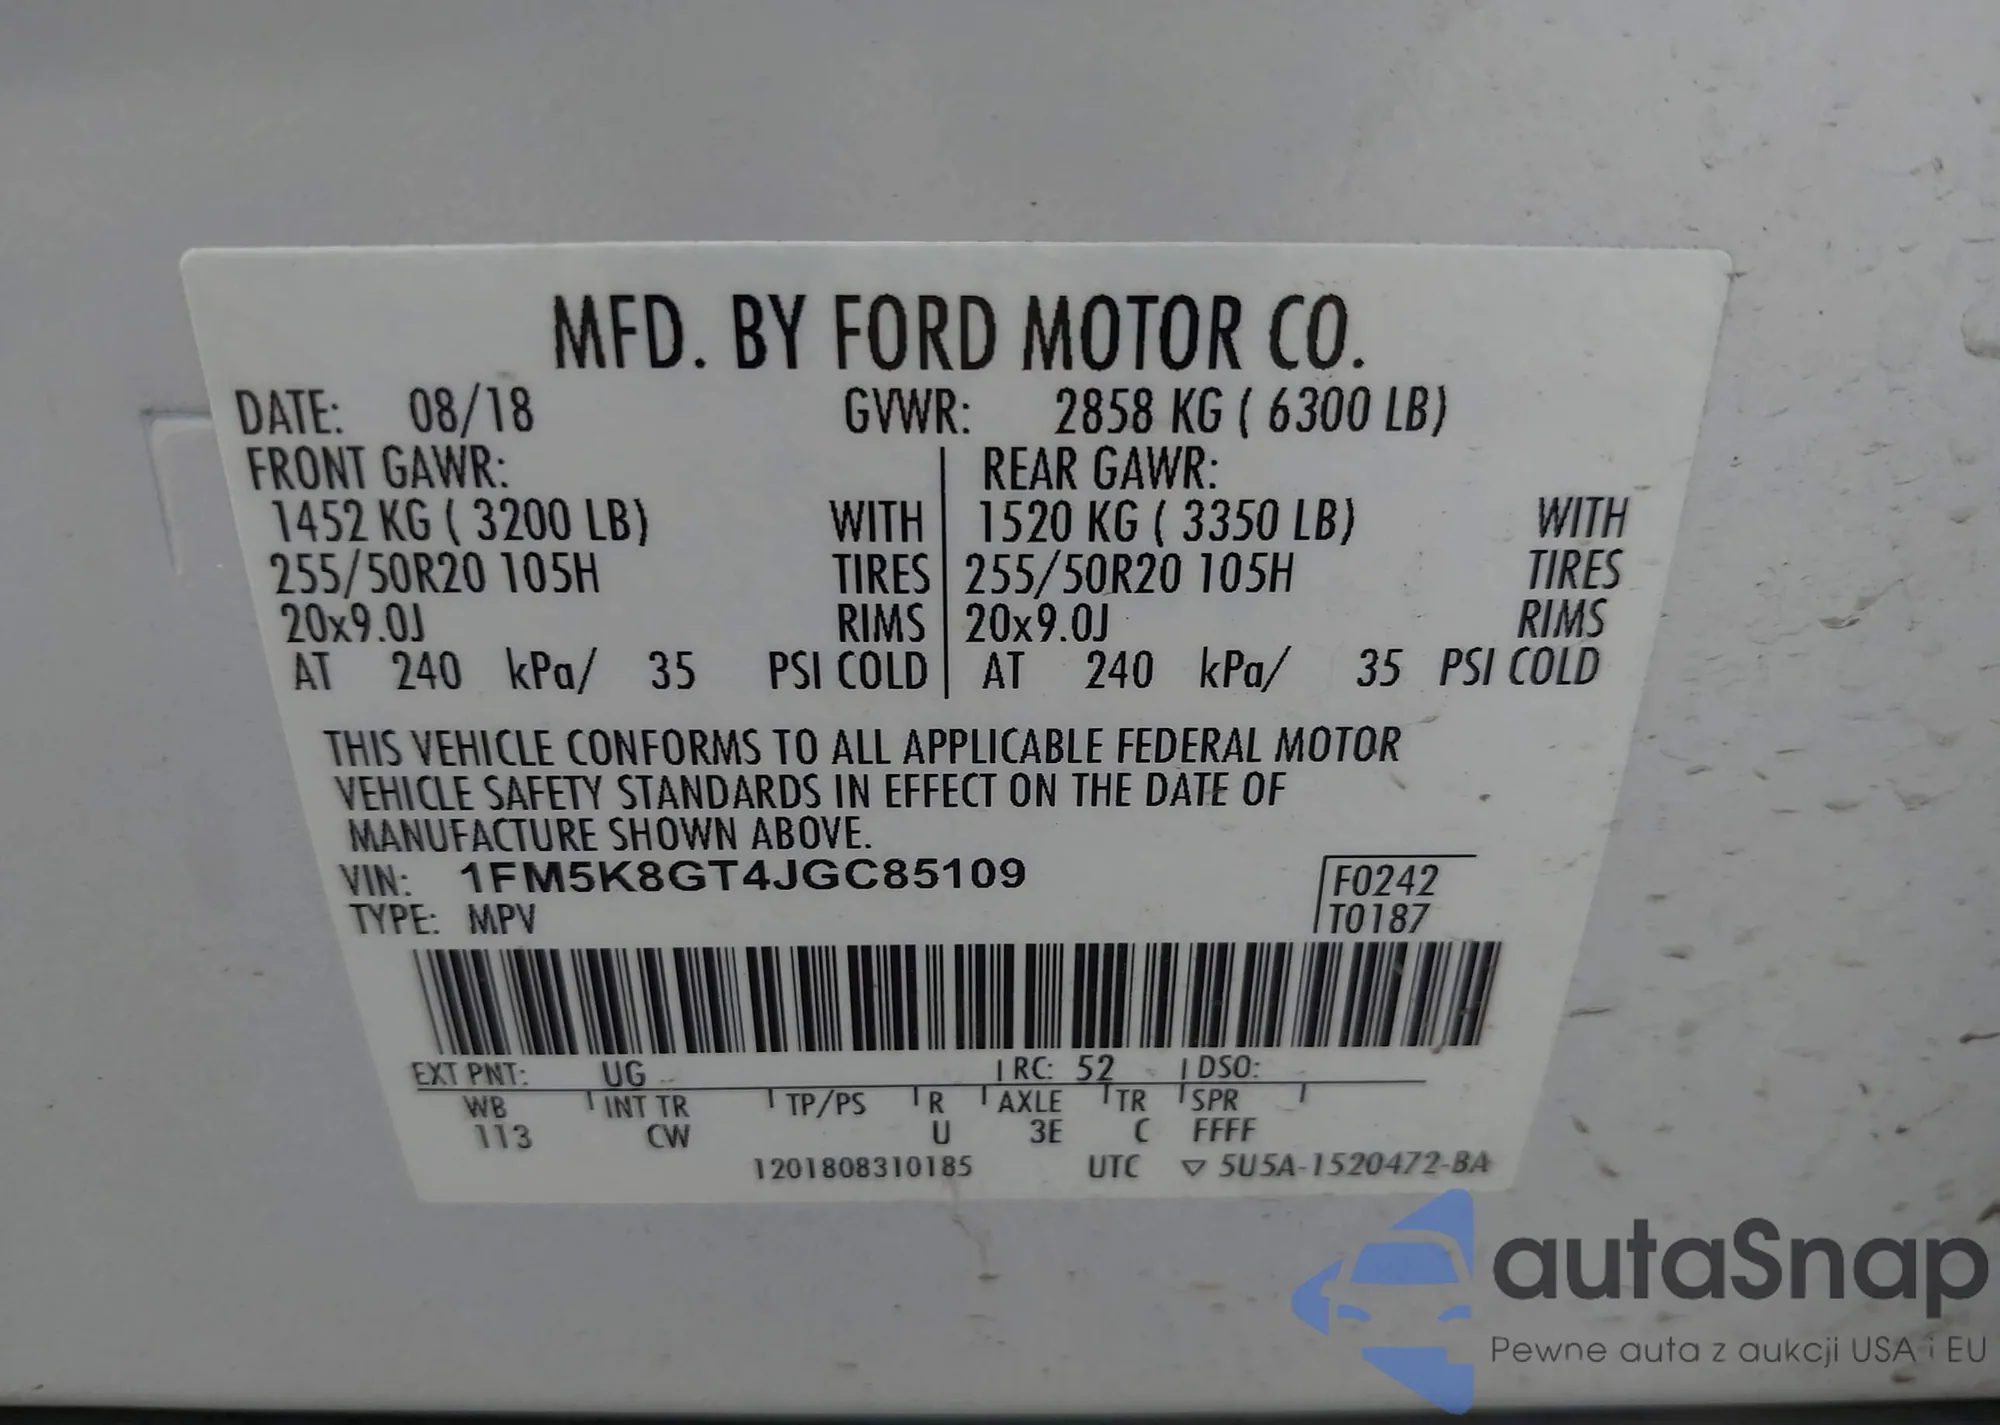 MFD. BY FORD MOTOR CO.
DATE: 08/18 GVWR: 2858 KG ( 6300 LB)
FRONT GAWR: REAR GAWR:
1452 KG ( 3200 LB) WITH 1520 KG ( 3350 LB) WITH
255/50R20 105H TIRES 255/50R20 105H TIRES
20x9.0J RIMS 20x9.0J RIMS
AT 240 kPa/ 35 PSI COLD AT 240 kPa/ 35 PSI COLD
THIS VEHICLE CONFORMS TO ALL APPLICABLE FEDERAL MOTOR
VEHICLE SAFETY STANDARDS IN EFFECT ON THE DATE OF
MANUFACTURE SHOWN ABOVE.
VIN: 1FM5K8GT4JGC85109
F0242
TYPE: MPV
T0187
EXT PNT: UG RC: 52 DSO:
WB INT TR TP/PS R AXLE TR SPR
113 CW U 3E C FFFF
1201808310185 UTC ▽ 5U5A-1520472-BA
autaSnap
Pewne auta z aukcji USA i EU